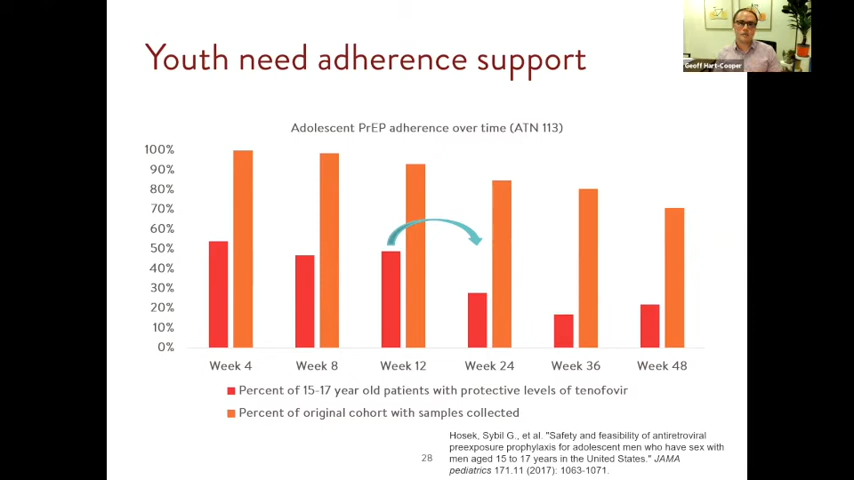 Youth need adherence support
Geoff Hart-Cooper
Adolescent PrEP adherence over time (ATN 113)
100%
90%
80%
70%
60%
50%
40%
30%
20%
10%
0%
Week 4 Week 8 Week 12 Week 24 Week 36 Week 48
Percent of 15-17 year old patients with protective levels of tenofovir
Percent of original cohort with samples collected
Hosek, Sybil G., et al. "Safety and feasibility of antiretroviral
preexposure prophylaxis for adolescent men who have sex with
men aged 15 to 17 years in the United States." JAMA
pediatrics 171.11 (2017): 1063-1071.
28